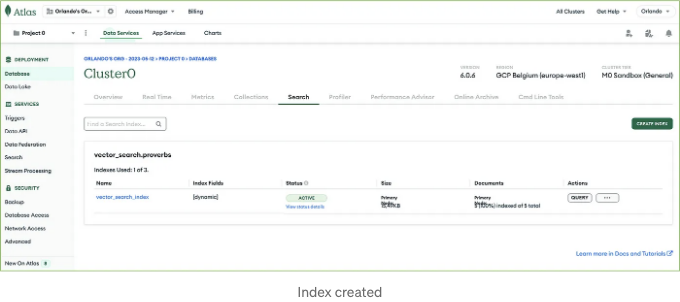 Atlas
Orlando's Or...
Access Manager
Billing
All Clusters
Get Help
Orlando
Project 0
Data Services
App Services
Charts
DEPLOYMENT
Database
Data Lake
SERVICES
Triggers
Data API
Data Federation
Search
Stream Processing
SECURITY
Backup
Database Access
Network Access
Advanced
New On Atlas
ORLANDO'S ORG - 2023-05-12 > PROJECT 0 > DATABASES
Cluster0
VERSION
6.0.6
REGION
GCP Belgium (europe-west1)
CLUSTER TIER
M0 Sandbox (General)
Overview
Real Time
Metrics
Collections
Search
Profiler
Performance Advisor
Online Archive
Cmd Line Tools
Find a Search Index...
CREATE INDEX
vector_search.proverbs
Indexes Used: 1 of 3.
Name
Index Fields
Status
Size
Documents
Actions
vector_search_index
[dynamic]
ACTIVE
View status details
Primary
Primary
5 (100%) indexed of 5 total
QUERY
...
Learn more in Docs and Tutorials
Index created